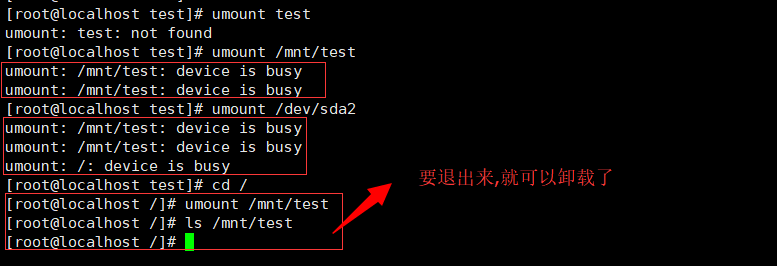 [root@localhost test]# umount test
umount: test: not found
[root@localhost test]# umount /mnt/test
umount: /mnt/test: device is busy
umount: /mnt/test: device is busy
[root@localhost test]# umount /dev/sda2
umount: /mnt/test: device is busy
umount: /mnt/test: device is busy
umount: /: device is busy
[root@localhost test]# cd /
[root@localhost /]# umount /mnt/test
[root@localhost /]# ls /mnt/test
[root@localhost /]#
要退出来,就可以卸载了